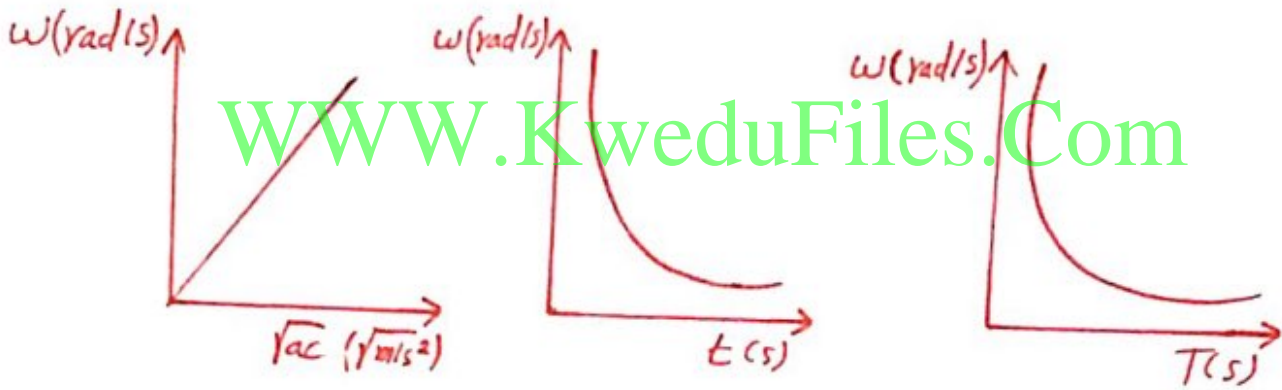 ω(rad/s) ω(rad/s) ω(rad/s)
WWW.KweduFiles.Com
√ac (√m/s²) t(s) T(s)